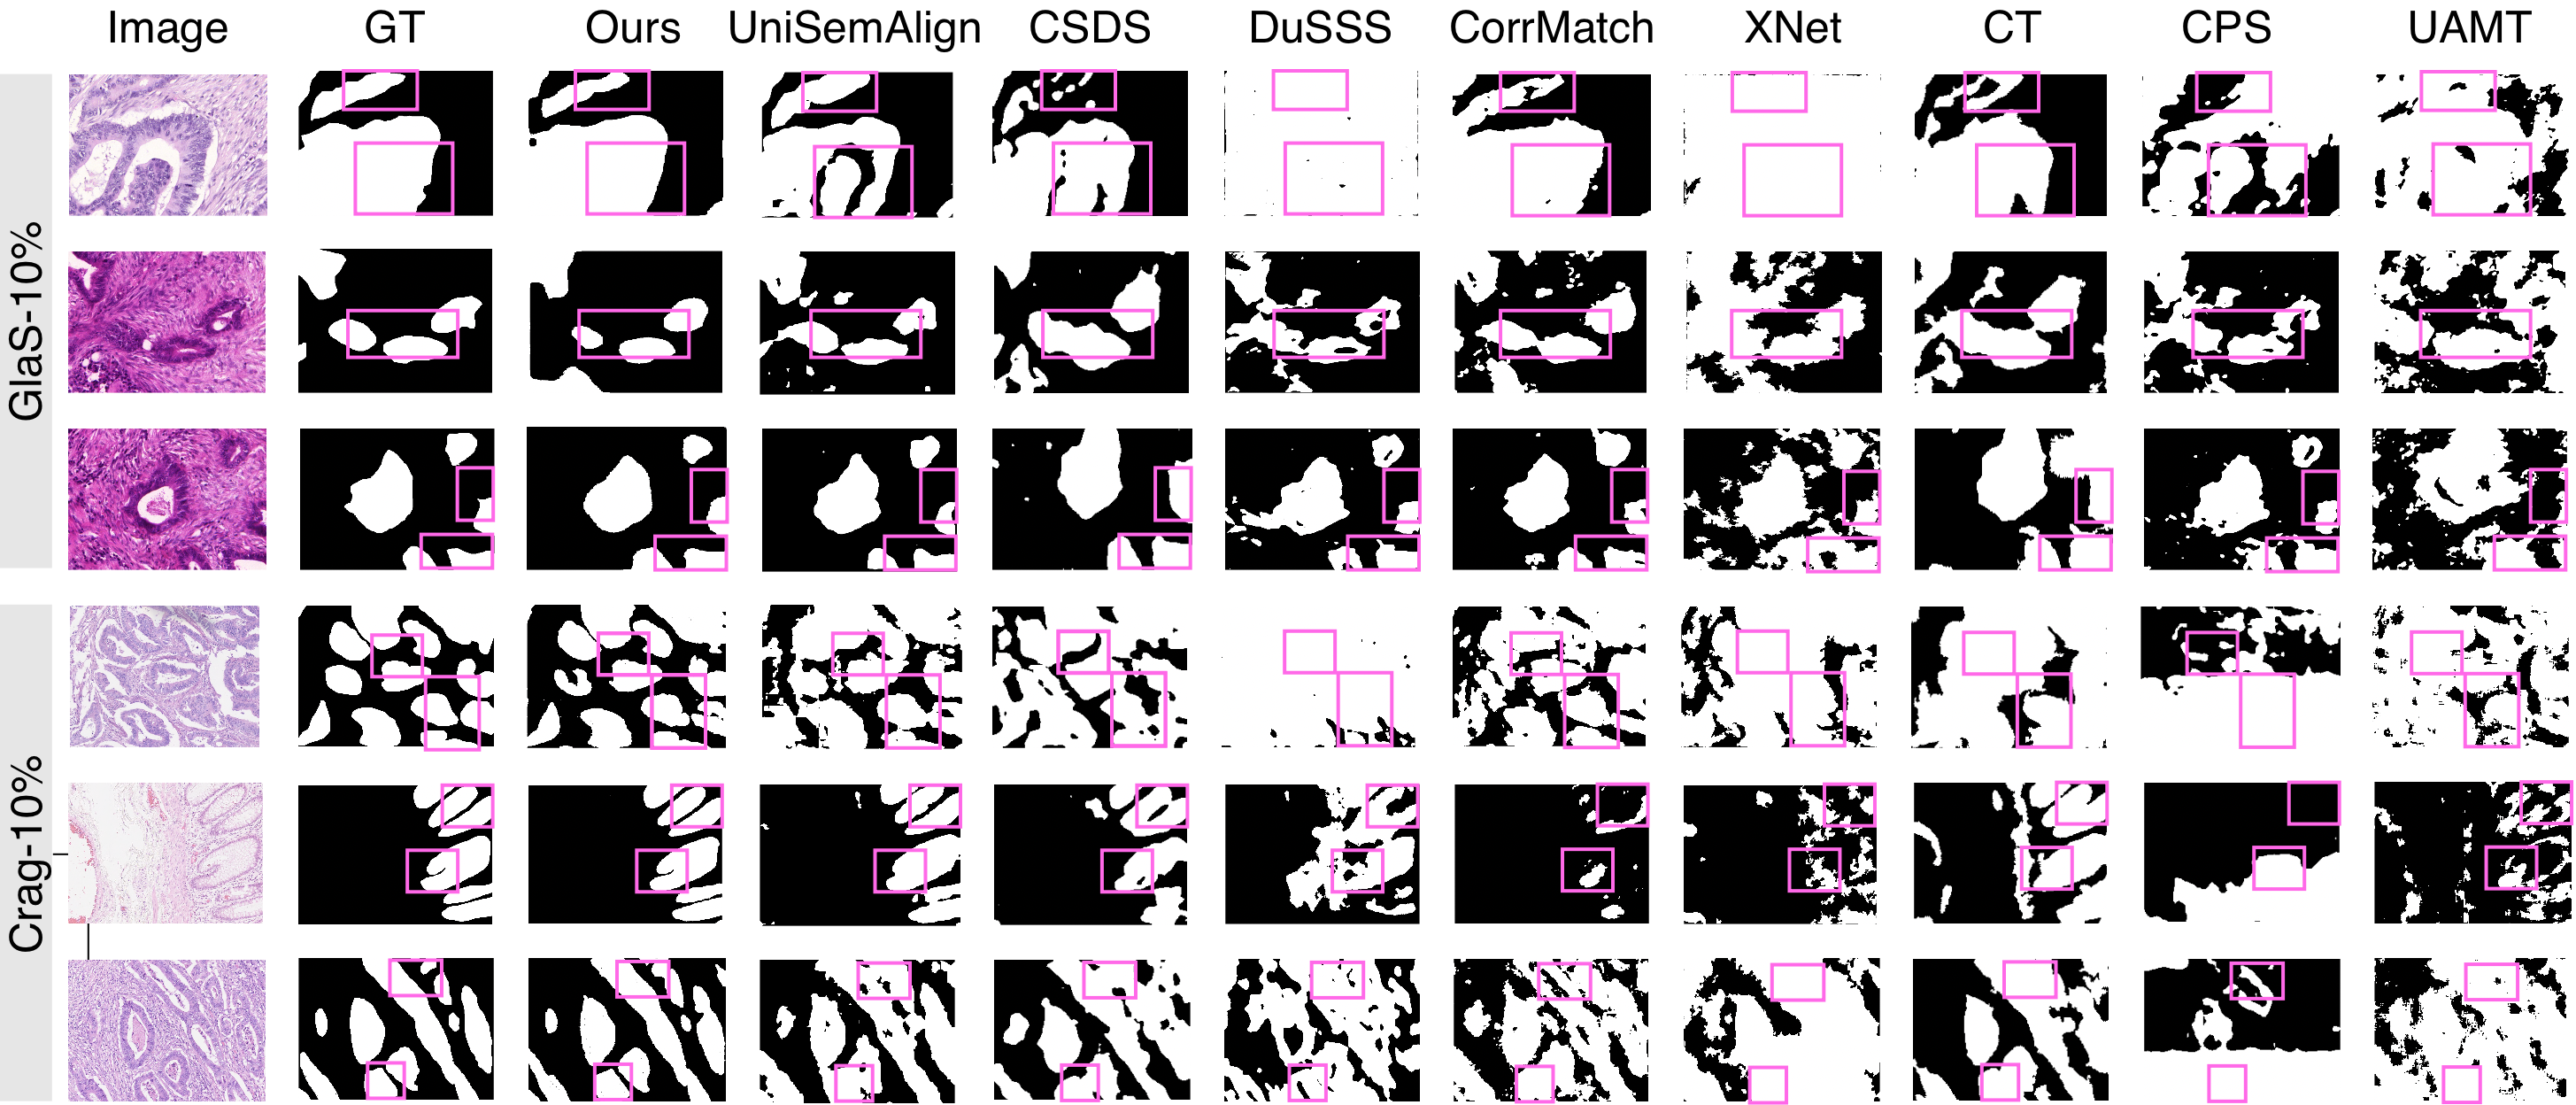 Image GT Ours UniSemAlign CSDS DuSSS CorrMatch XNet CT CPS UAMT
GlaS-10%
Crag-10%